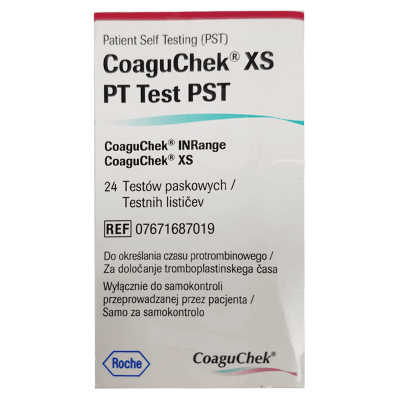 Patient Self Testing (PST)
CoaguChek® XS
PT Test PST
CoaguChek® INRange
CoaguChek® XS
24 Testów paskowych /
Testnih lističev
REF 07671687019
Do określania czasu protrombinowego /
Za določanje tromboplastinskega časa
Wyłącznie do samokontroli
przeprowadzanej przez pacjenta /
Samo za samokontrolo
Roche
CoaguChek®